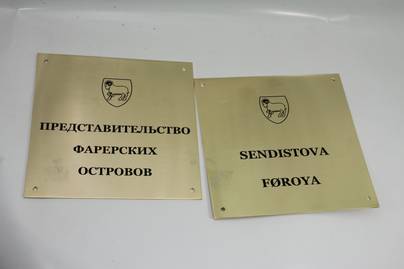 ПРЕДСТАВИТЕЛЬСТВО
ФАРЕРСКИХ
ОСТРОВОВ
SENDISTOVA
FØROYA